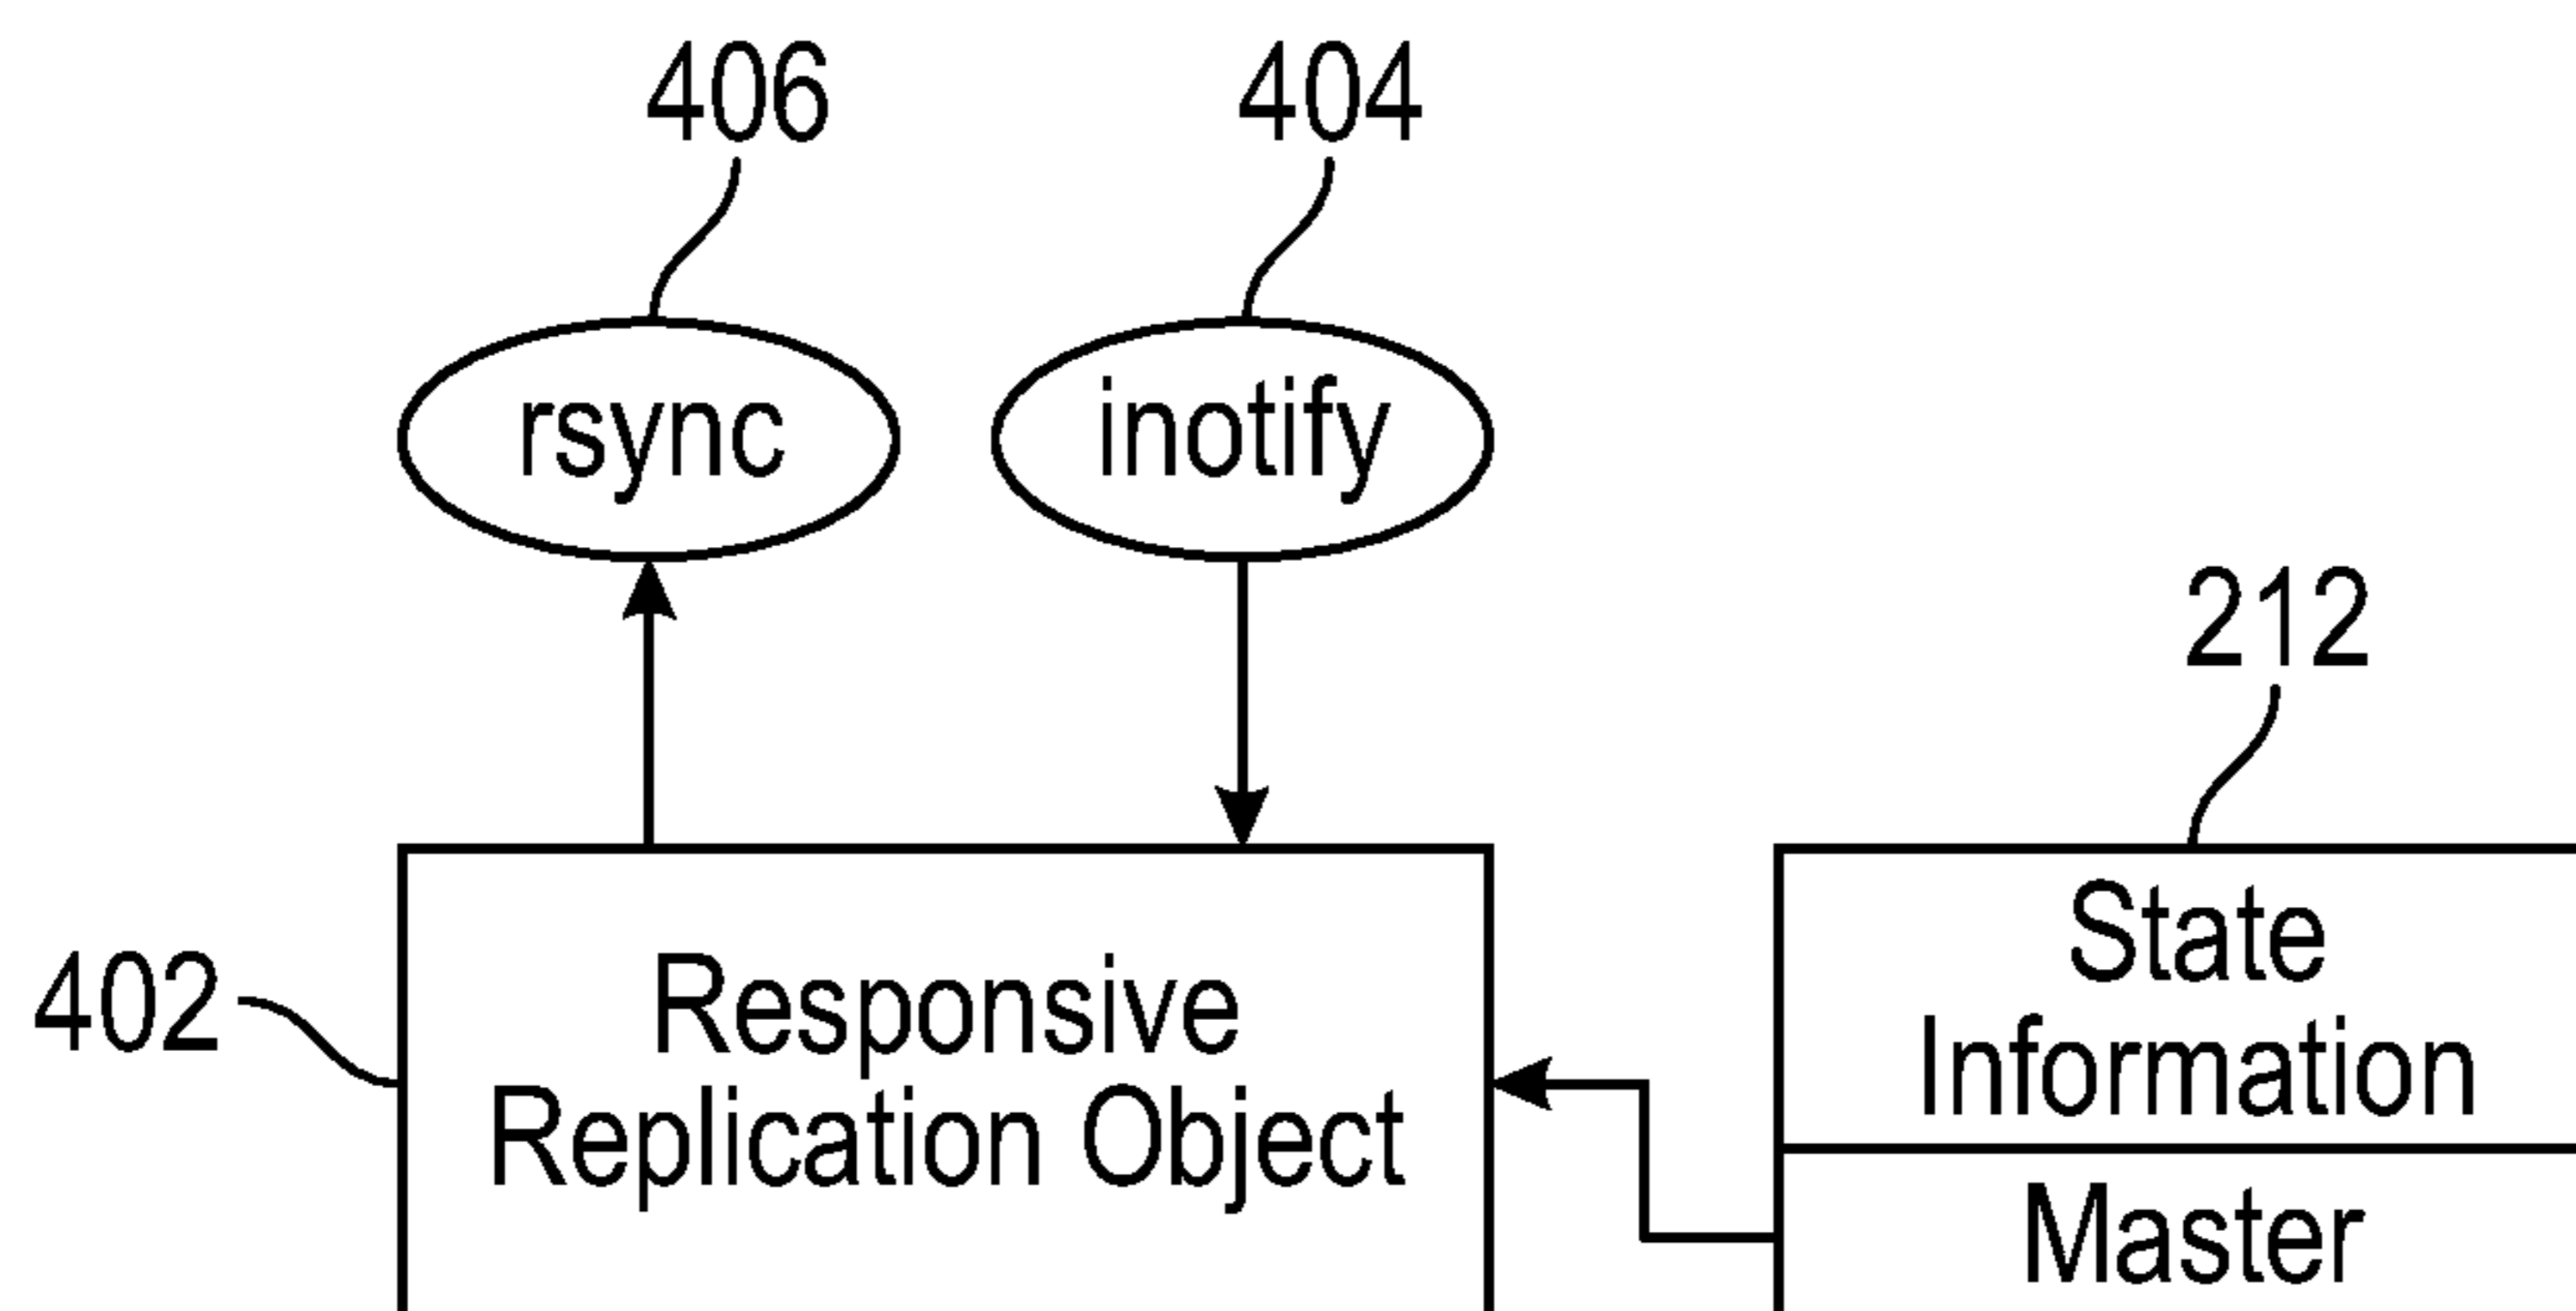 406
404
rsync
inotify
212
402
Responsive
Replication Object
State
Information
Master